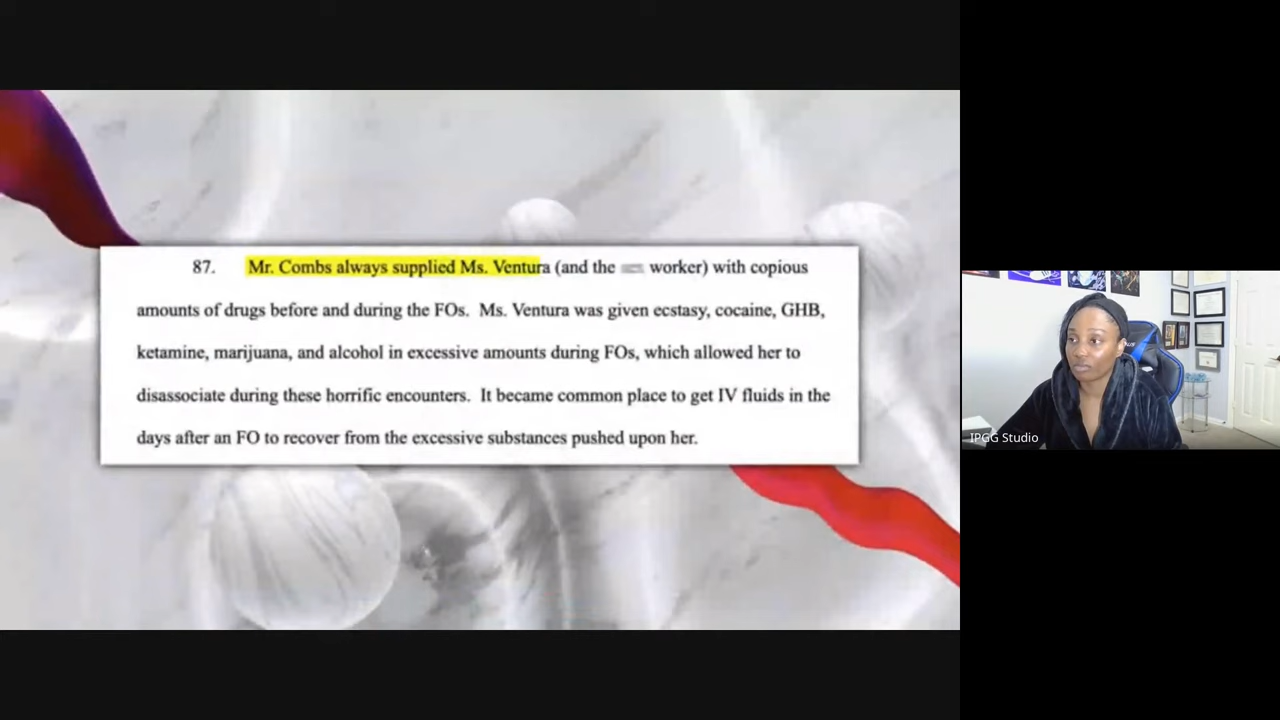 87. Mr. Combs always supplied Ms. Ventura (and the worker) with copious
amounts of drugs before and during the FOs. Ms. Ventura was given ecstasy, cocaine, GHB,
ketamine, marijuana, and alcohol in excessive amounts during FOs, which allowed her to
disassociate during these horrific encounters. It became common place to get IV fluids in the
days after an FO to recover from the excessive substances pushed upon her.
IPGG Studio